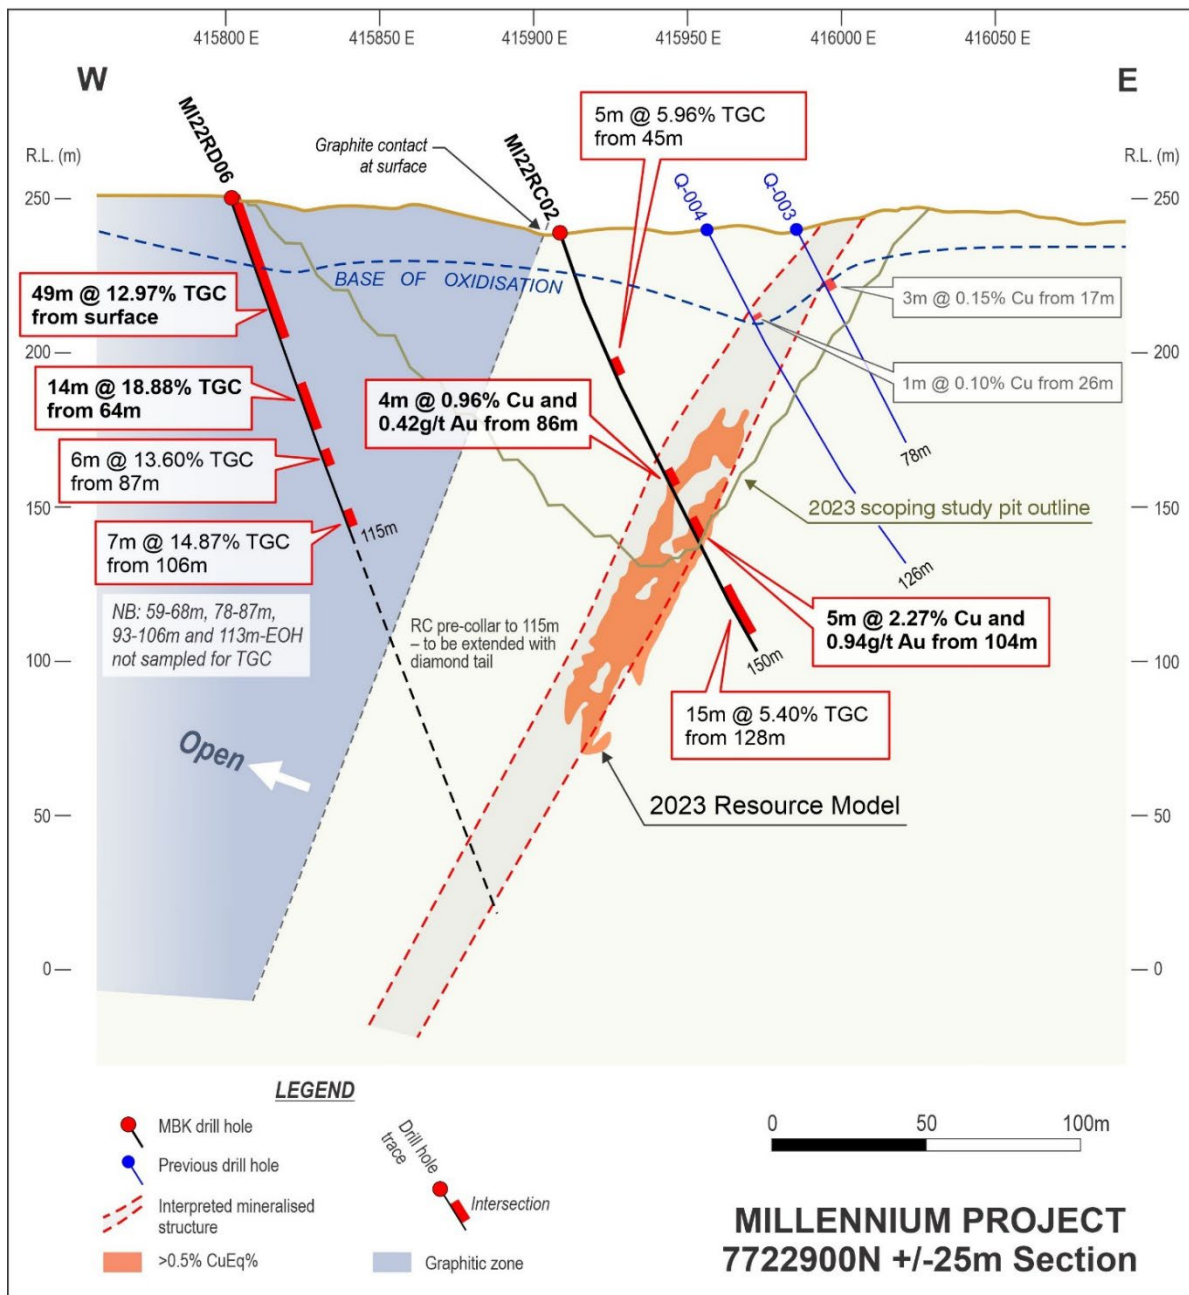 415800 E
415850 E
415900 E
415950 E
416000 E
416050 E
W
E
R.L. (m)
R.L. (m)
250
200
150
100
50
0
250
200
150
100
50
0
MI22RD06
Graphite contact
at surface
MI22RC02
Q-004
Q-003
5m @ 5.96% TGC
from 45m
BASE OF OXIDISATION
49m @ 12.97% TGC
from surface
3m @ 0.15% Cu from 17m
14m @ 18.88% TGC
from 64m
4m @ 0.96% Cu and
0.42g/t Au from 86m
1m @ 0.10% Cu from 26m
6m @ 13.60% TGC
from 87m
78m
2023 scoping study pit outline
7m @ 14.87% TGC
from 106m
115m
126m
NB: 59-68m, 78-87m,
93-106m and 113m-EOH
not sampled for TGC
RC pre-collar to 115m
– to be extended with
diamond tail
5m @ 2.27% Cu and
0.94g/t Au from 104m
150m
15m @ 5.40% TGC
from 128m
Open
2023 Resource Model
LEGEND
MBK drill hole
Previous drill hole
Interpreted mineralised
structure
>0.5% CuEq%
Drill hole
trace
Intersection
Graphitic zone
0
50
100m
MILLENNIUM PROJECT
7722900N +/-25m Section